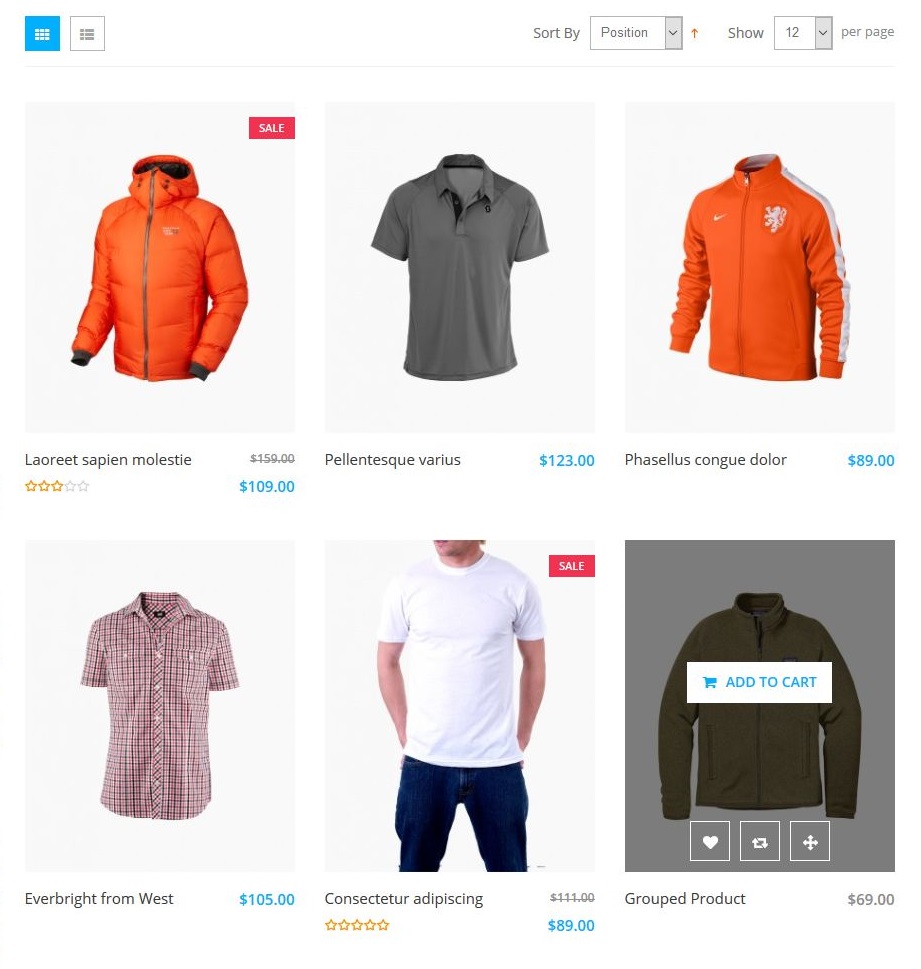 Sort By Position Show 12 per page
SALE
Laoreet sapien molestie $159.00
$109.00
Pellentesque varius $123.00
Phasellus congue dolor $89.00
SALE
ADD TO CART
Everbright from West $105.00
Consectetur adipiscing $111.00
$89.00
Grouped Product $69.00